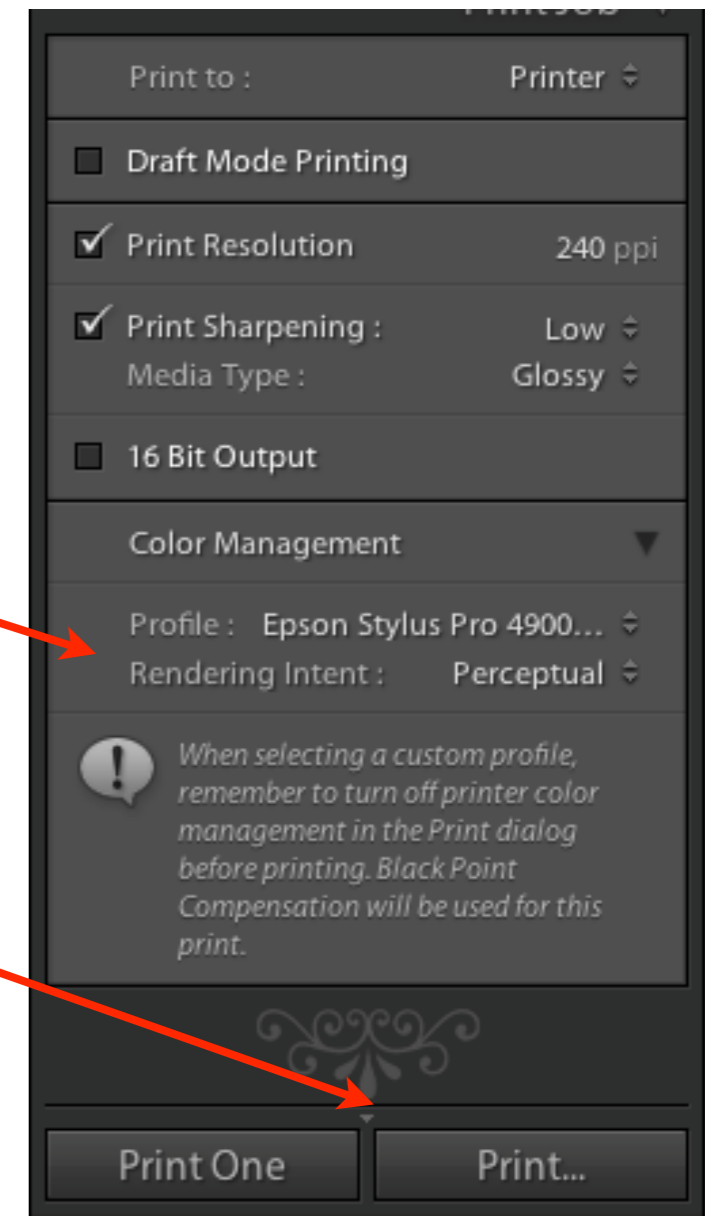 Print Job
Print to : Printer
Draft Mode Printing
Print Resolution 240 ppi
Print Sharpening : Low
Media Type : Glossy
16 Bit Output
Color Management
Profile : Epson Stylus Pro 4900...
Rendering Intent : Perceptual
When selecting a custom profile,
remember to turn off printer color
management in the Print dialog
before printing. Black Point
Compensation will be used for this
print.
Print One Print...